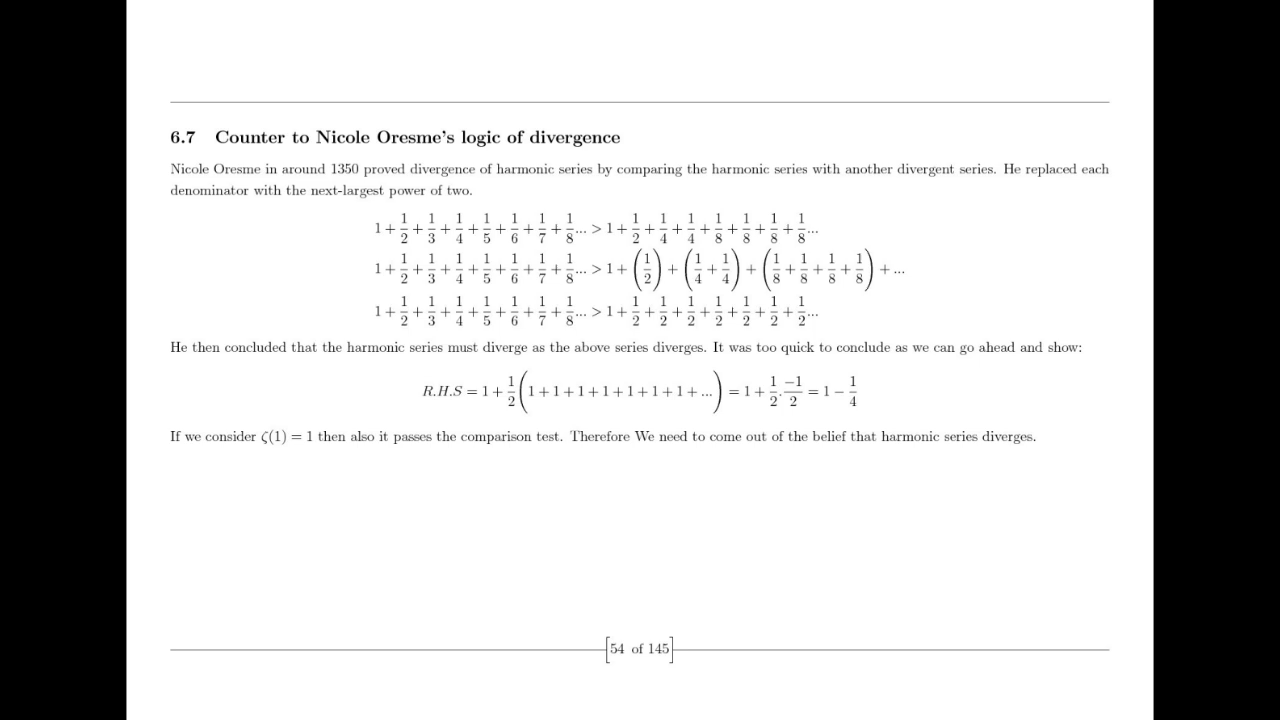 6.7 Counter to Nicole Oresme's logic of divergence
Nicole Oresme in around 1350 proved divergence of harmonic series by comparing the harmonic series with another divergent series. He replaced each
denominator with the next-largest power of two.
1 + 1/2 + 1/3 + 1/4 + 1/5 + 1/6 + 1/7 + 1/8 ... > 1 + 1/2 + 1/4 + 1/4 + 1/8 + 1/8 + 1/8 + 1/8 ...
1 + 1/2 + 1/3 + 1/4 + 1/5 + 1/6 + 1/7 + 1/8 ... > 1 + (1/2) + (1/4 + 1/4) + (1/8 + 1/8 + 1/8 + 1/8) + ...
1 + 1/2 + 1/3 + 1/4 + 1/5 + 1/6 + 1/7 + 1/8 ... > 1 + 1/2 + 1/2 + 1/2 + 1/2 + 1/2 + 1/2 + 1/2 ...
He then concluded that the harmonic series must diverge as the above series diverges. It was too quick to conclude as we can go ahead and show:
R.H.S = 1 + 1/2 (1 + 1 + 1 + 1 + 1 + 1 + 1 + ...) = 1 + 1/2 . -1/2 = 1 - 1/4
If we consider ζ(1) = 1 then also it passes the comparison test. Therefore We need to come out of the belief that harmonic series diverges.
[54 of 145]